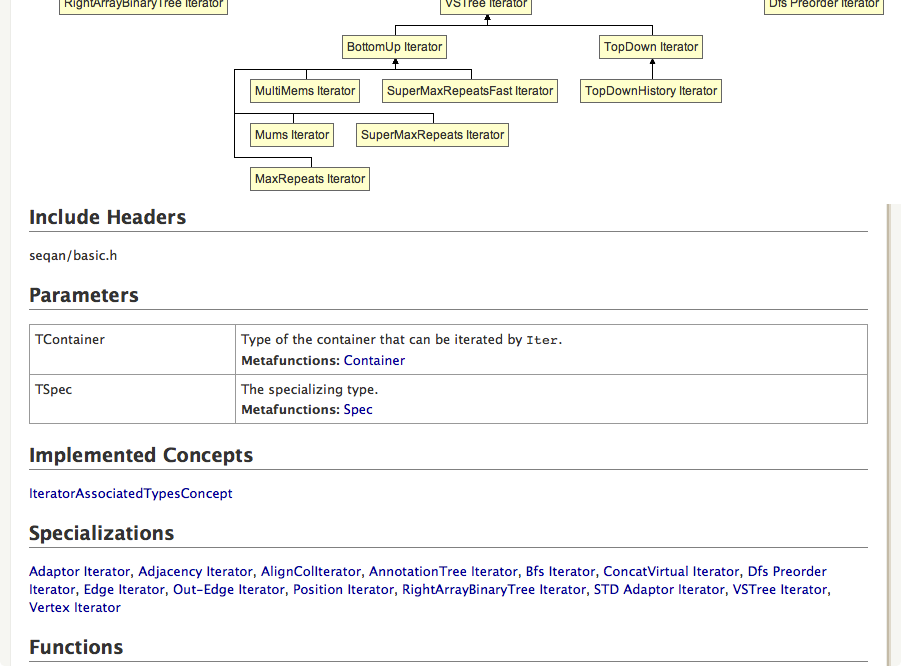 RightArrayBinaryTree Iterator VSTree Iterator Dfs Preorder Iterator
BottomUp Iterator TopDown Iterator
MultiMems Iterator SuperMaxRepeatsFast Iterator TopDownHistory Iterator
Mums Iterator SuperMaxRepeats Iterator
MaxRepeats Iterator
Include Headers
seqan/basic.h
Parameters
TContainer Type of the container that can be iterated by Iter.
Metafunctions: Container
TSpec The specializing type.
Metafunctions: Spec
Implemented Concepts
IteratorAssociatedTypesConcept
Specializations
Adaptor Iterator, Adjacency Iterator, AlignColIterator, AnnotationTree Iterator, Bfs Iterator, ConcatVirtual Iterator, Dfs Preorder
Iterator, Edge Iterator, Out-Edge Iterator, Position Iterator, RightArrayBinaryTree Iterator, STD Adaptor Iterator, VSTree Iterator,
Vertex Iterator
Functions